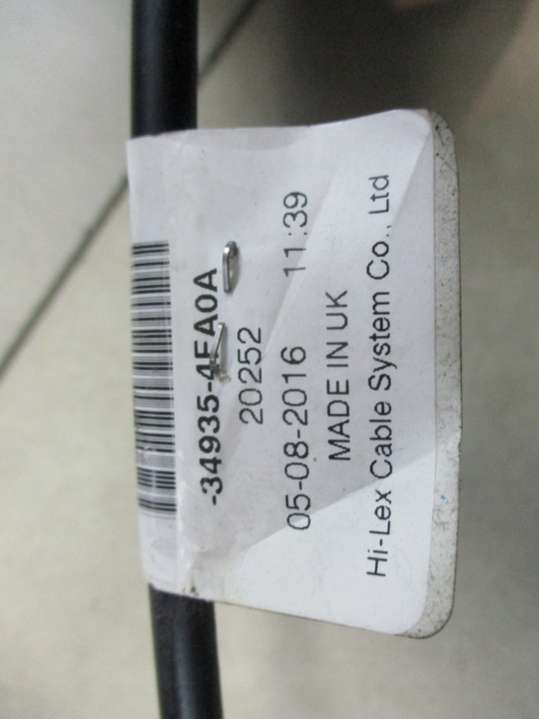 -34935-4EA0A
20252
05-08-2016 11:39
MADE IN UK
Hi-Lex Cable System Co., Ltd